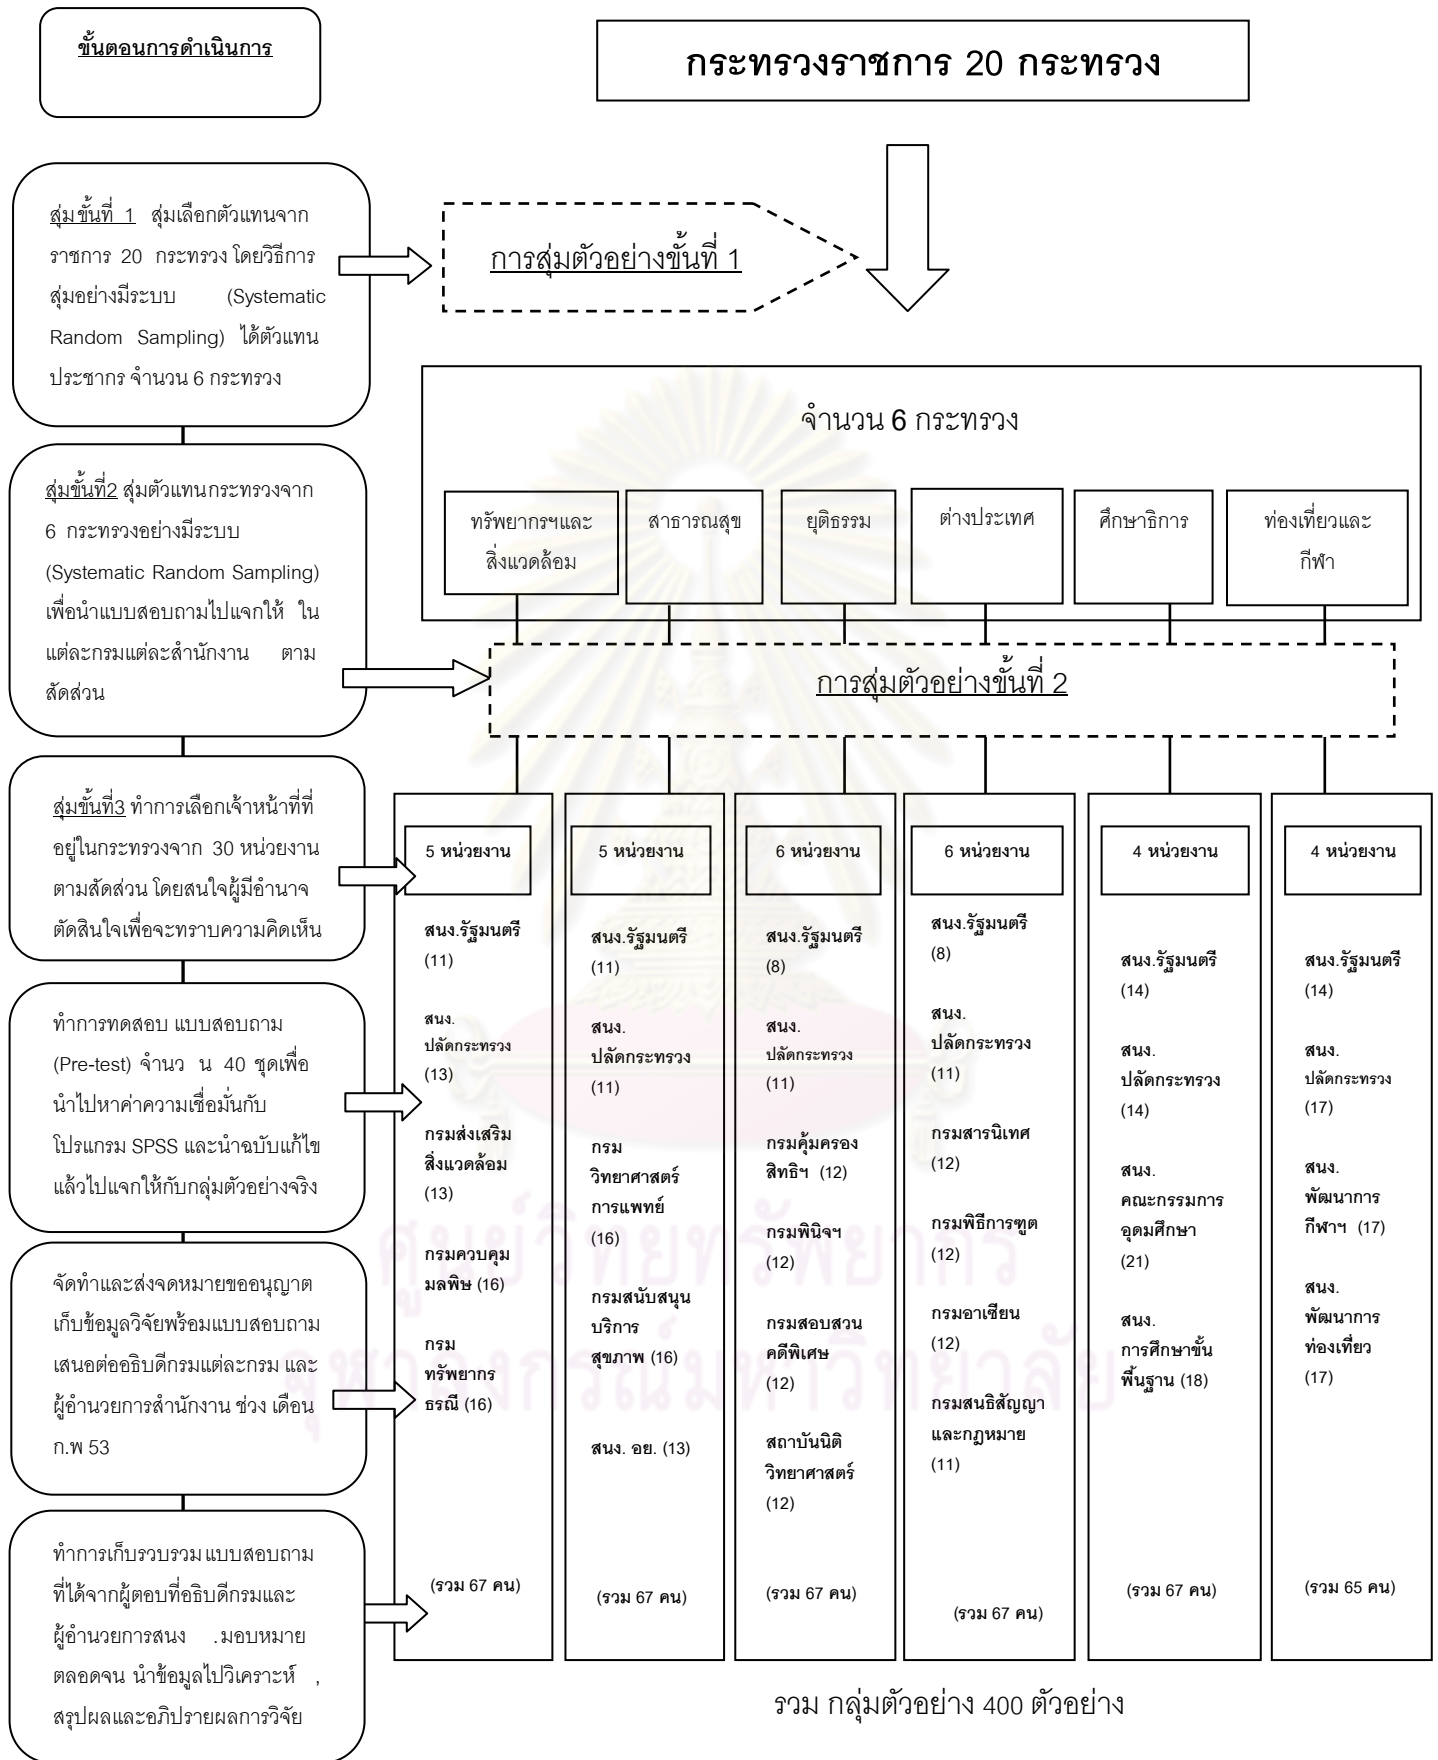 ขั้นตอนการดำเนินการ
กระทรวงราชการ 20 กระทรวง
สุ่มขั้นที่ 1 สุ่มเลือกตัวแทนจาก
ราชการ 20 กระทรวง โดยวิธีการ
สุ่มอย่างมีระบบ (Systematic
Random Sampling) ได้ตัวแทน
ประชากร จำนวน 6 กระทรวง
การสุ่มตัวอย่างขั้นที่ 1
จำนวน 6 กระทรวง
ทรัพยากรฯและ
สิ่งแวดล้อม
สาธารณสุข
ยุติธรรม
ต่างประเทศ
ศึกษาธิการ
ท่องเที่ยวและ
กีฬา
สุ่มขั้นที่2 สุ่มตัวแทนกระทรวงจาก
6 กระทรวงอย่างมีระบบ
(Systematic Random Sampling)
เพื่อนำแบบสอบถามไปแจกให้ ใน
แต่ละกรมแต่ละสำนักงาน ตาม
สัดส่วน
การสุ่มตัวอย่างขั้นที่ 2
สุ่มขั้นที่3 ทำการเลือกเจ้าหน้าที่ที่
อยู่ในกระทรวงจาก 30 หน่วยงาน
ตามสัดส่วน โดยสนใจผู้มีอำนาจ
ตัดสินใจเพื่อจะทราบความคิดเห็น
ทำการทดสอบ แบบสอบถาม
(Pre-test) จำนว น 40 ชุดเพื่อ
นำไปหาค่าความเชื่อมั่นกับ
โปรแกรม SPSS และนำฉบับแก้ไข
แล้วไปแจกให้กับกลุ่มตัวอย่างจริง
จัดทำและส่งจดหมายขออนุญาต
เก็บข้อมูลวิจัยพร้อมแบบสอบถาม
เสนอต่ออธิบดีกรมแต่ละกรม และ
ผู้อำนวยการสำนักงาน ช่วง เดือน
ก.พ 53
ทำการเก็บรวบรวม แบบสอบถาม
ที่ได้จากผู้ตอบที่อธิบดีกรมและ
ผู้อำนวยการสนง .มอบหมาย
ตลอดจน นำข้อมูลไปวิเคราะห์ ,
สรุปผลและอภิปรายผลการวิจัย
5 หน่วยงาน
สนง.รัฐมนตรี
(11)
สนง.
ปลัดกระทรวง
(13)
กรมส่งเสริม
สิ่งแวดล้อม
(13)
กรมควบคุม
มลพิษ (16)
กรม
ทรัพยากร
ธรณี (16)
(รวม 67 คน)
5 หน่วยงาน
สนง.รัฐมนตรี
(11)
สนง.
ปลัดกระทรวง
(11)
กรม
วิทยาศาสตร์
การแพทย์
(16)
กรมสนับสนุน
บริการ
สุขภาพ (16)
สนง. อย. (13)
(รวม 67 คน)
6 หน่วยงาน
สนง.รัฐมนตรี
(8)
สนง.
ปลัดกระทรวง
(11)
กรมคุ้มครอง
สิทธิฯ (12)
กรมพินิจฯ
(12)
กรมสอบสวน
คดีพิเศษ
(12)
สถาบันนิติ
วิทยาศาสตร์
(12)
(รวม 67 คน)
6 หน่วยงาน
สนง.รัฐมนตรี
(8)
สนง.
ปลัดกระทรวง
(11)
กรมสารนิเทศ
(12)
กรมพิธีการฑูต
(12)
กรมอาเซียน
(12)
กรมสนธิสัญญา
และกฎหมาย
(11)
(รวม 67 คน)
4 หน่วยงาน
สนง.รัฐมนตรี
(14)
สนง.
ปลัดกระทรวง
(14)
สนง.
คณะกรรมการ
อุดมศึกษา
(21)
สนง.
การศึกษาขั้น
พื้นฐาน (18)
(รวม 67 คน)
4 หน่วยงาน
สนง.รัฐมนตรี
(14)
สนง.
ปลัดกระทรวง
(17)
สนง.
พัฒนาการ
กีฬาฯ (17)
สนง.
พัฒนาการ
ท่องเที่ยว
(17)
(รวม 65 คน)
รวม กลุ่มตัวอย่าง 400 ตัวอย่าง
ศูนย์วิทยทรัพยากร
จุฬาลงกรณ์มหาวิทยาลัย